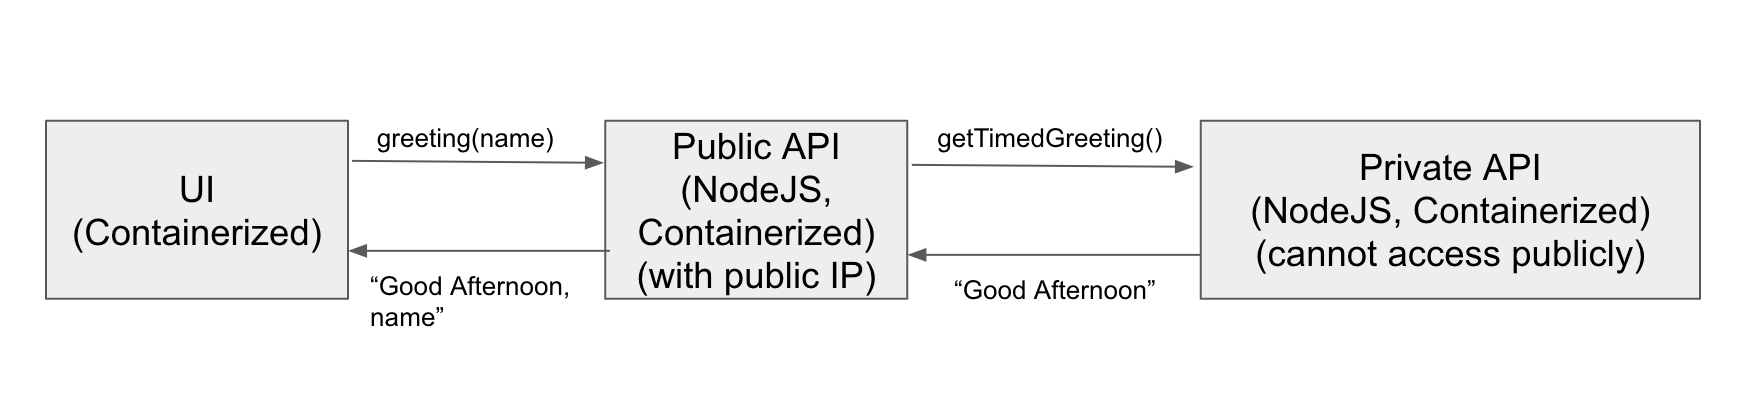 UI
(Containerized)
greeting(name)
“Good Afternoon,
name”
Public API
(NodeJS,
Containerized)
(with public IP)
getTimedGreeting()
“Good Afternoon”
Private API
(NodeJS, Containerized)
(cannot access publicly)